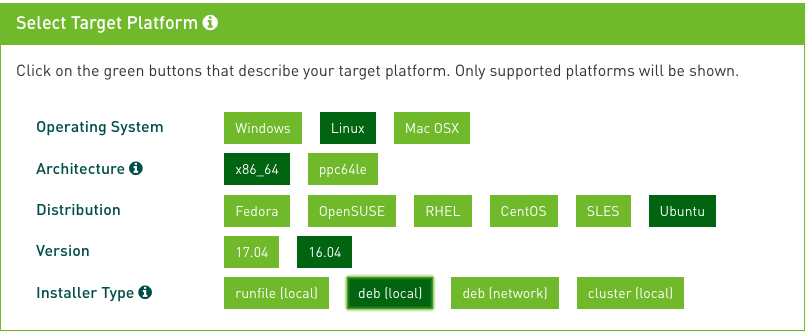 Select Target Platform
Click on the green buttons that describe your target platform. Only supported platforms will be shown.
Operating System Windows Linux Mac OSX
Architecture x86_64 ppc64le
Distribution Fedora OpenSUSE RHEL CentOS SLES Ubuntu
Version 17.04 16.04
Installer Type runfile (local) deb (local) deb (network) cluster (local)